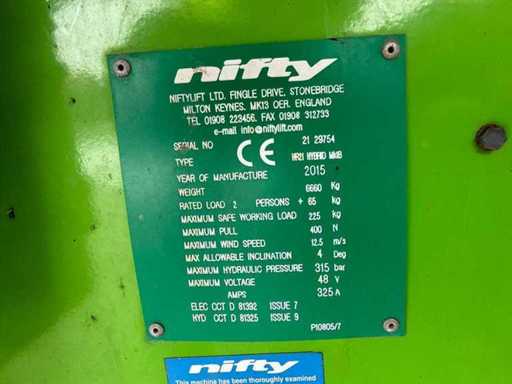 nifty
NIFTYLIFT LTD. FINGLE DRIVE, STONEBRIDGE
MILTON KEYNES, MK13 OER, ENGLAND
TEL 01908 223456, FAX 01908 312733
e-mail info@niftylift.com
SERIAL NO 21 29754
CE
TYPE HR21 HYBRID MK1B
YEAR OF MANUFACTURE 2015
WEIGHT 6660 Kg
RATED LOAD 2 PERSONS + 65 Kg
MAXIMUM SAFE WORKING LOAD 225 Kg
MAXIMUM PULL 400 N
MAXIMUM WIND SPEED 12.5 m/s
MAX ALLOWABLE INCLINATION 4 Deg
MAXIMUM HYDRAULIC PRESSURE 315 bar
MAXIMUM VOLTAGE 48 V
AMPS 325 A
ELEC CCT D 81392 ISSUE 7
HYD CCT D 81325 ISSUE 9
P10805/7
nifty
This machine has been thoroughly examined